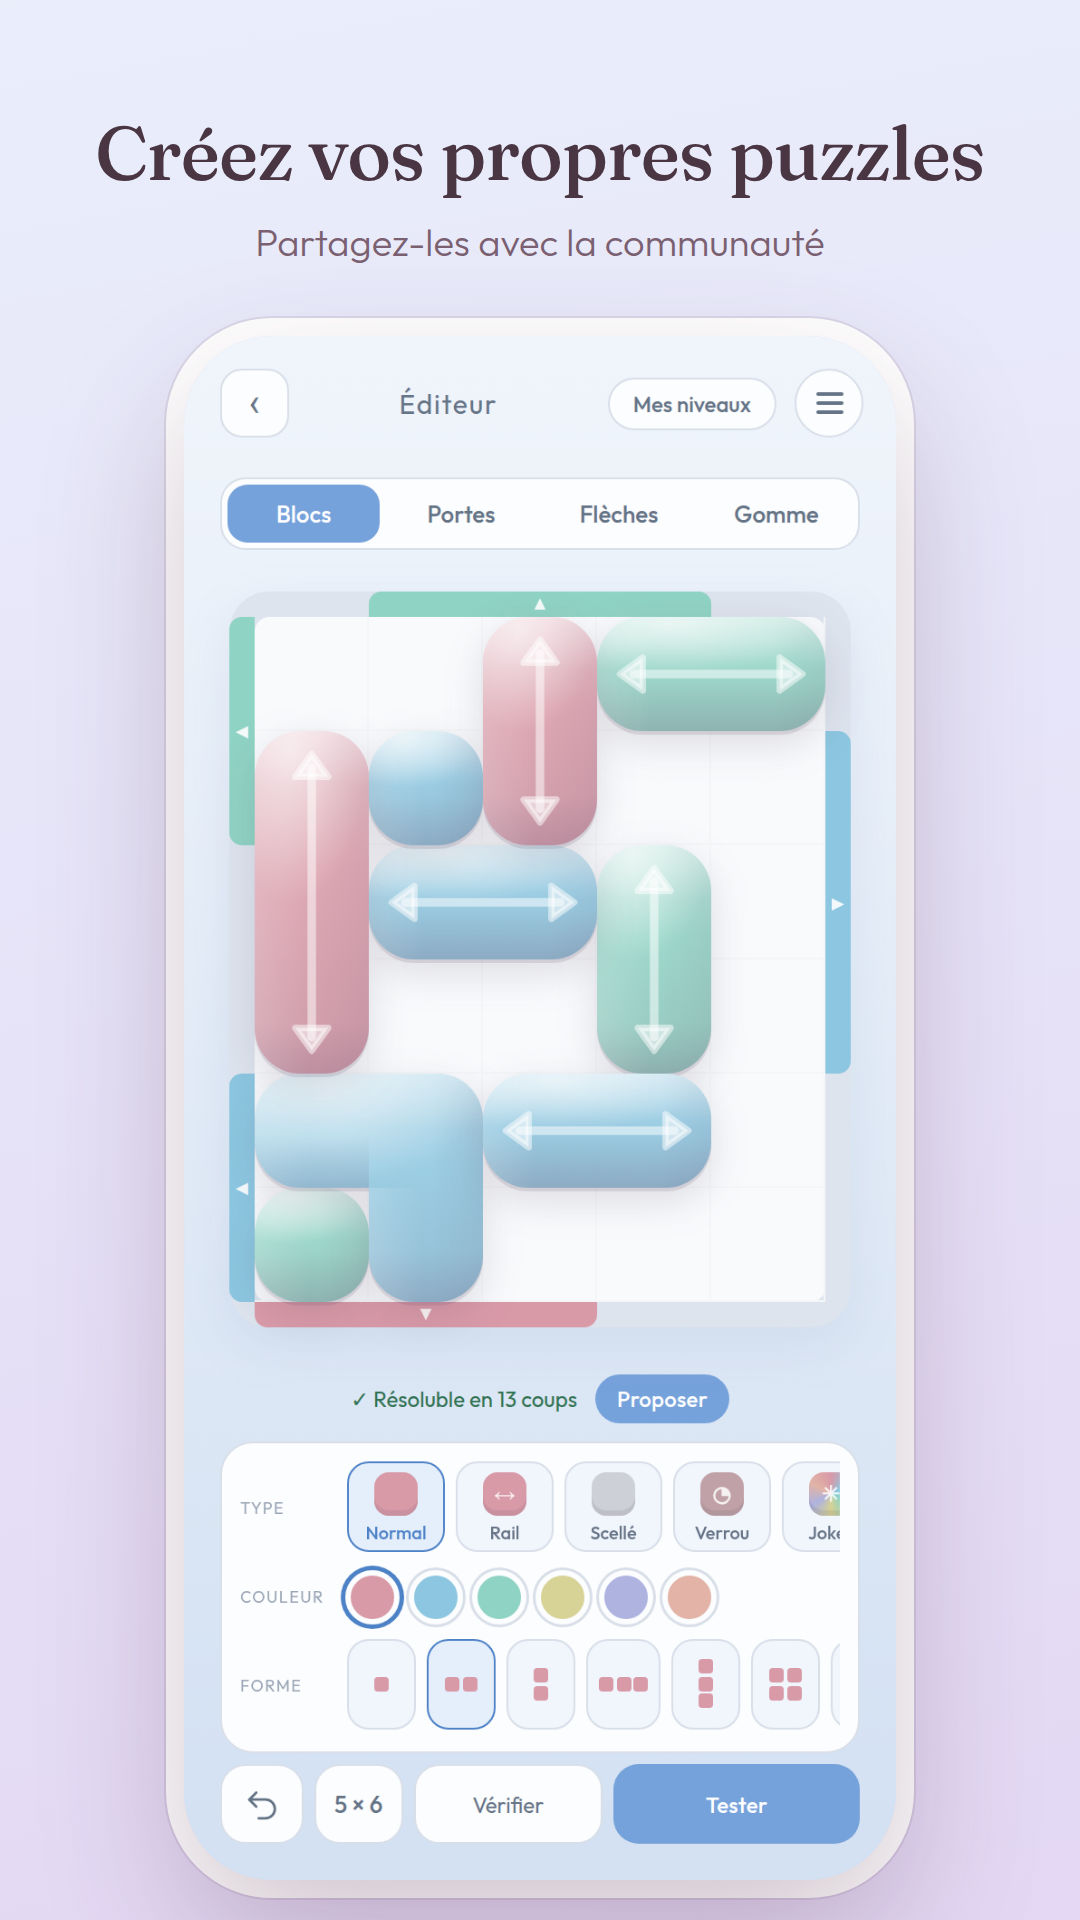 Créez vos propres puzzles
Partagez-les avec la communauté
Éditeur
Mes niveaux
Blocs
Portes
Flèches
Gomme
✓ Résoluble en 13 coups
Proposer
TYPE
Normal
Rail
Scellé
Verrou
Joke
COULEUR
FORME
5 × 6
Vérifier
Tester